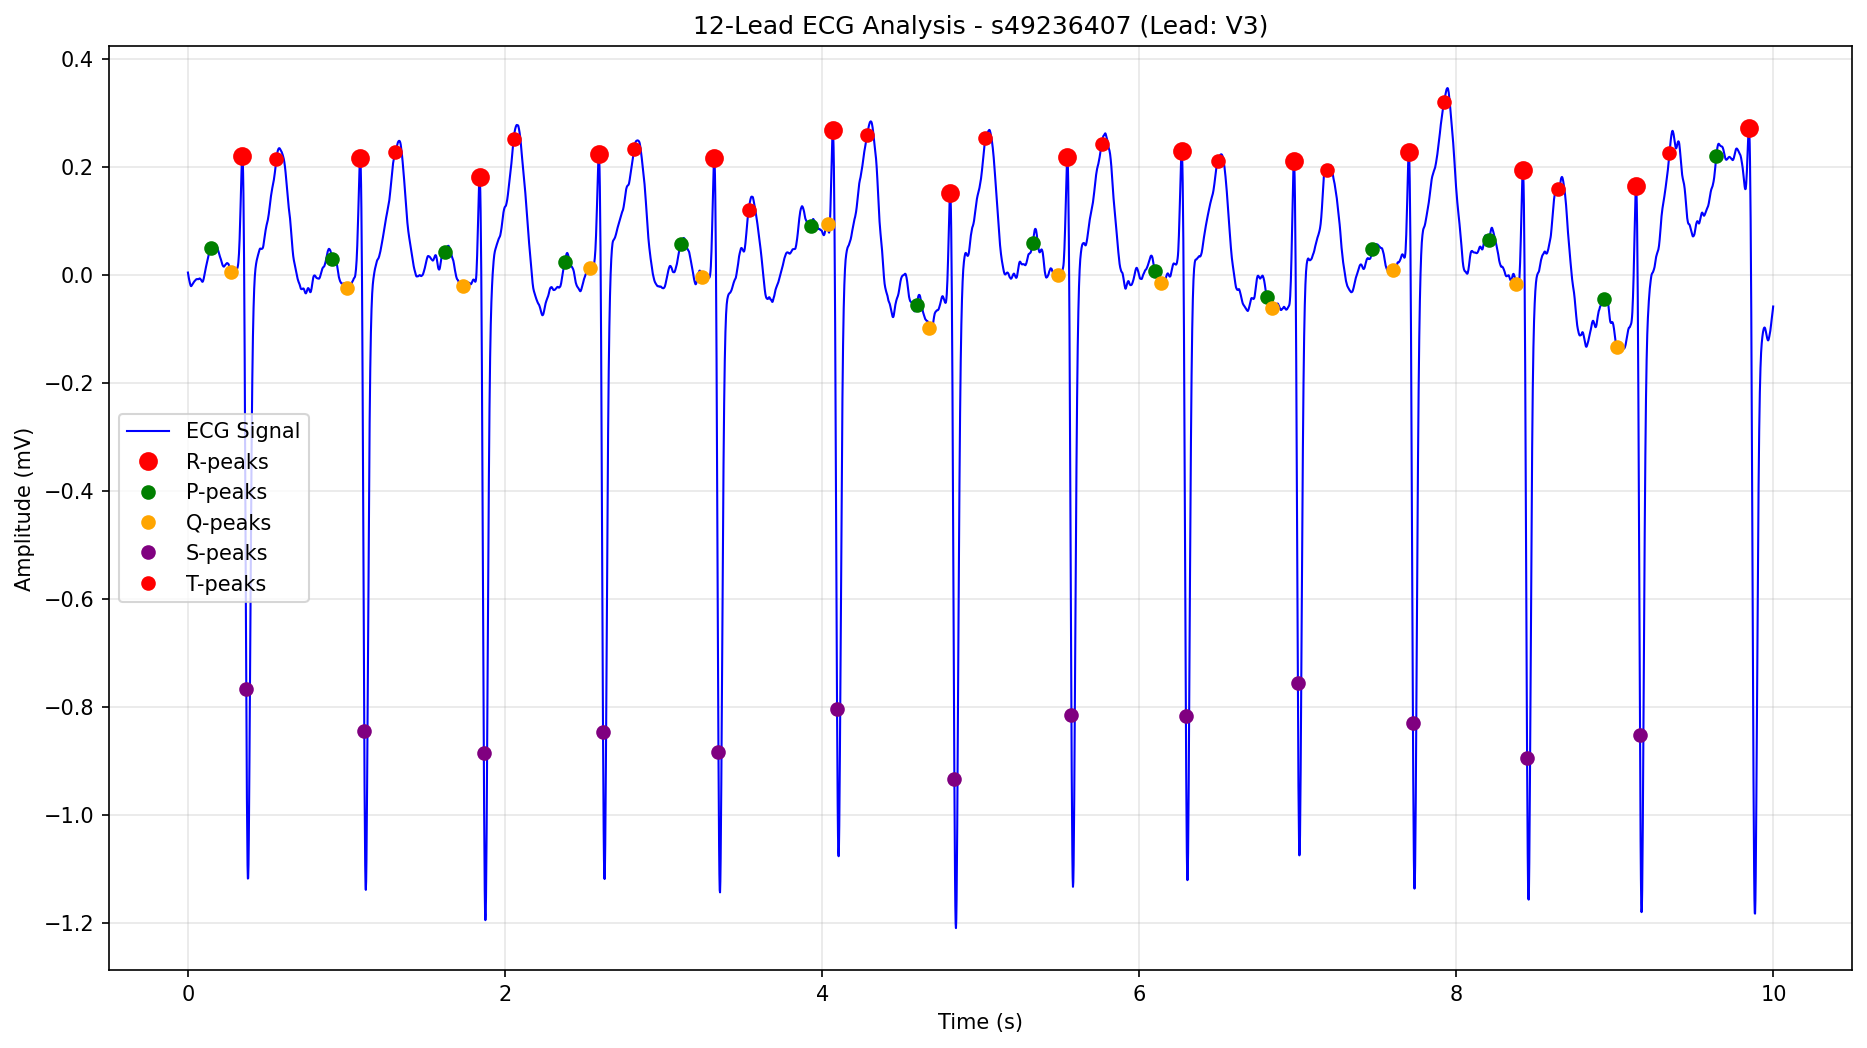 12-Lead ECG Analysis - s49236407 (Lead: V3)
0.4
0.2
0.0
−0.2
−0.4
−0.6
−0.8
−1.0
−1.2
Amplitude (mV)
ECG Signal
R-peaks
P-peaks
Q-peaks
S-peaks
T-peaks
0 2 4 6 8 10
Time (s)